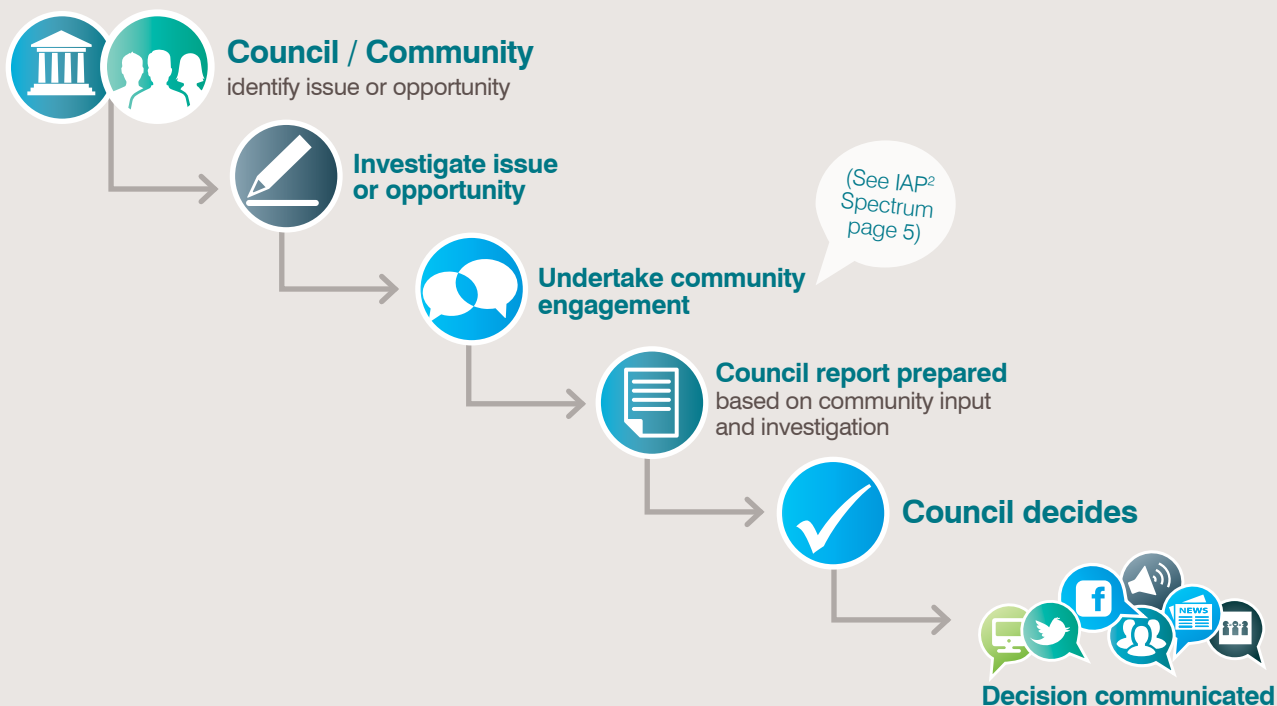 Council / Community
identify issue or opportunity
Investigate issue
or opportunity
(See IAP²
Spectrum
page 5)
Undertake community
engagement
Council report prepared
based on community input
and investigation
Council decides
f
NEWS
Decision communicated